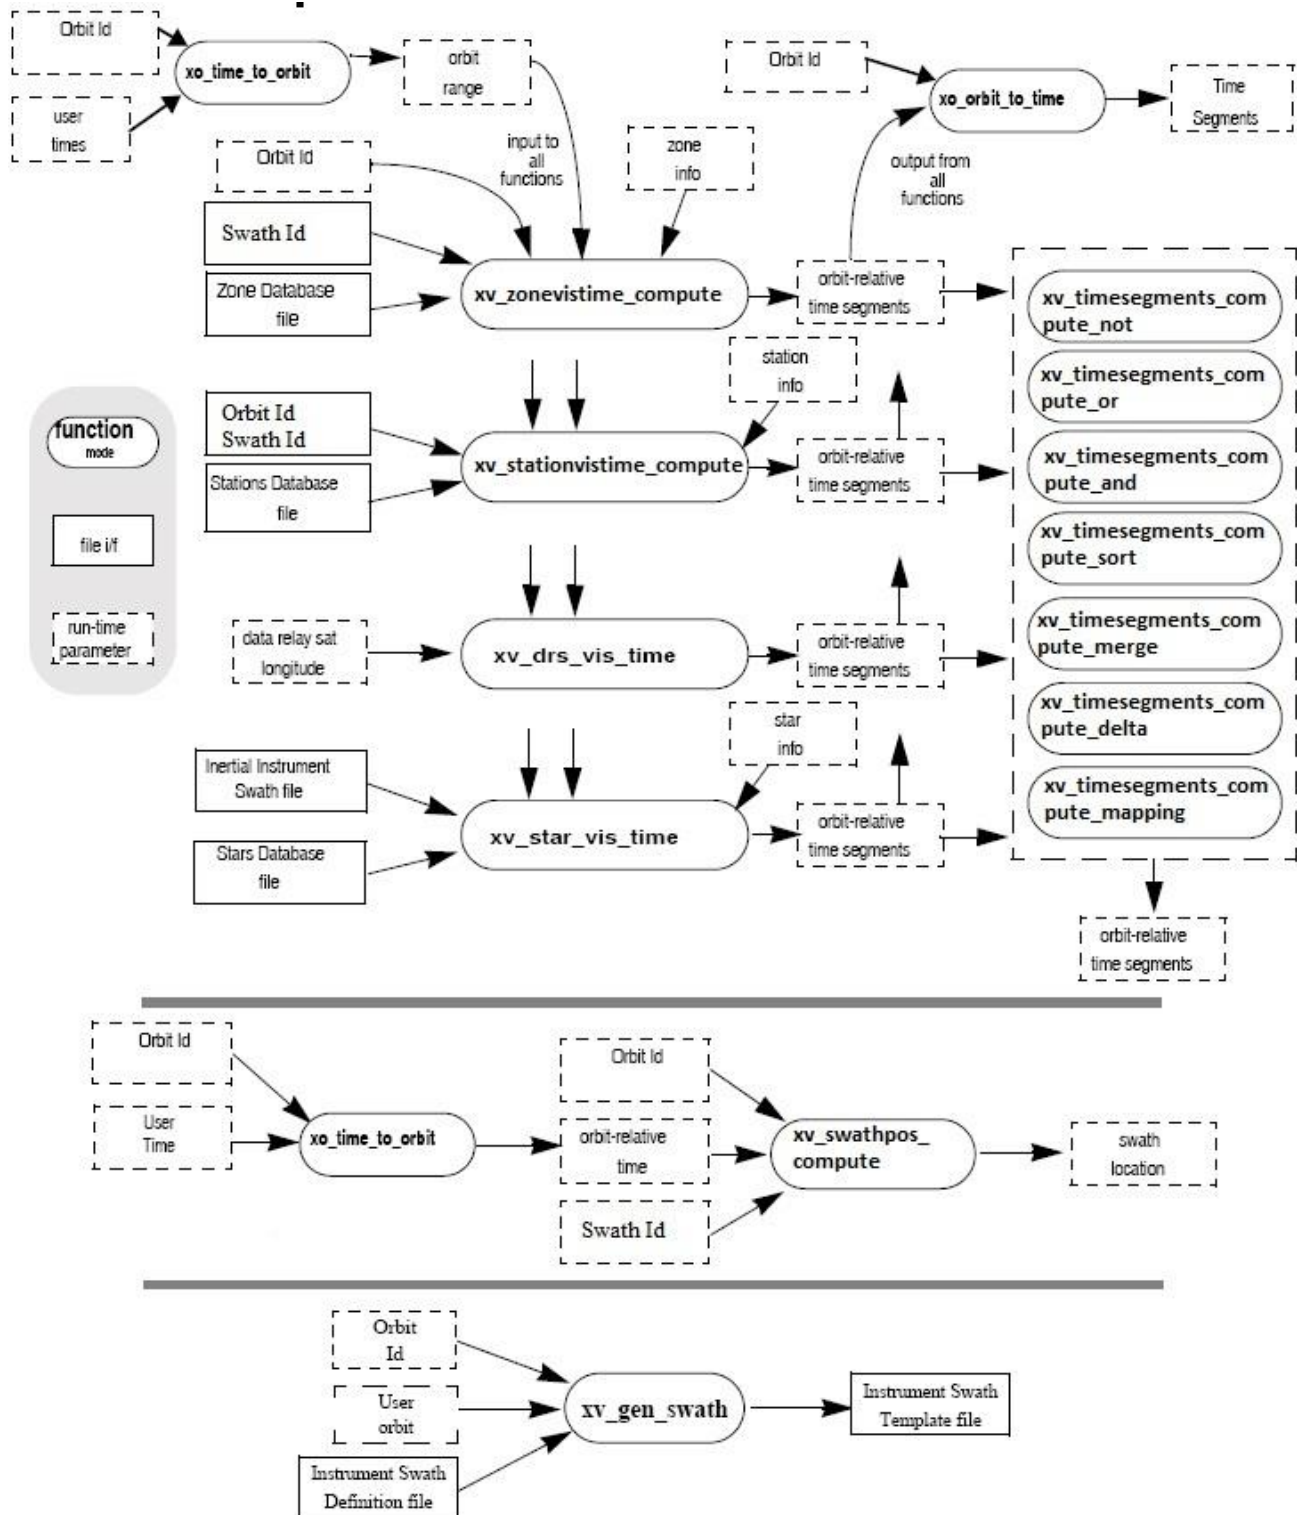 Orbit Id
xo_time_to_orbit
user
times
orbit
range
Orbit Id
xo_orbit_to_time
Time
Segments
Orbit Id
input to
all
functions
zone
info
output from
all
functions
Swath Id
Zone Database
file
xv_zonevistime_compute
orbit-relative
time segments
station
info
Orbit Id
Swath Id
Stations Database
file
xv_stationvistime_compute
orbit-relative
time segments
data relay sat
longitude
xv_drs_vis_time
orbit-relative
time segments
star
info
Inertial Instrument
Swath file
Stars Database
file
xv_star_vis_time
orbit-relative
time segments
function
mode
file i/f
run-time
parameter
xv_timesegments_com
pute_not
xv_timesegments_com
pute_or
xv_timesegments_com
pute_and
xv_timesegments_com
pute_sort
xv_timesegments_com
pute_merge
xv_timesegments_com
pute_delta
xv_timesegments_com
pute_mapping
orbit-relative
time segments
Orbit Id
User
Time
xo_time_to_orbit
Orbit Id
orbit-relative
time
Swath Id
xv_swathpos_
compute
swath
location
Orbit
Id
User
orbit
Instrument Swath
Definition file
xv_gen_swath
Instrument Swath
Template file